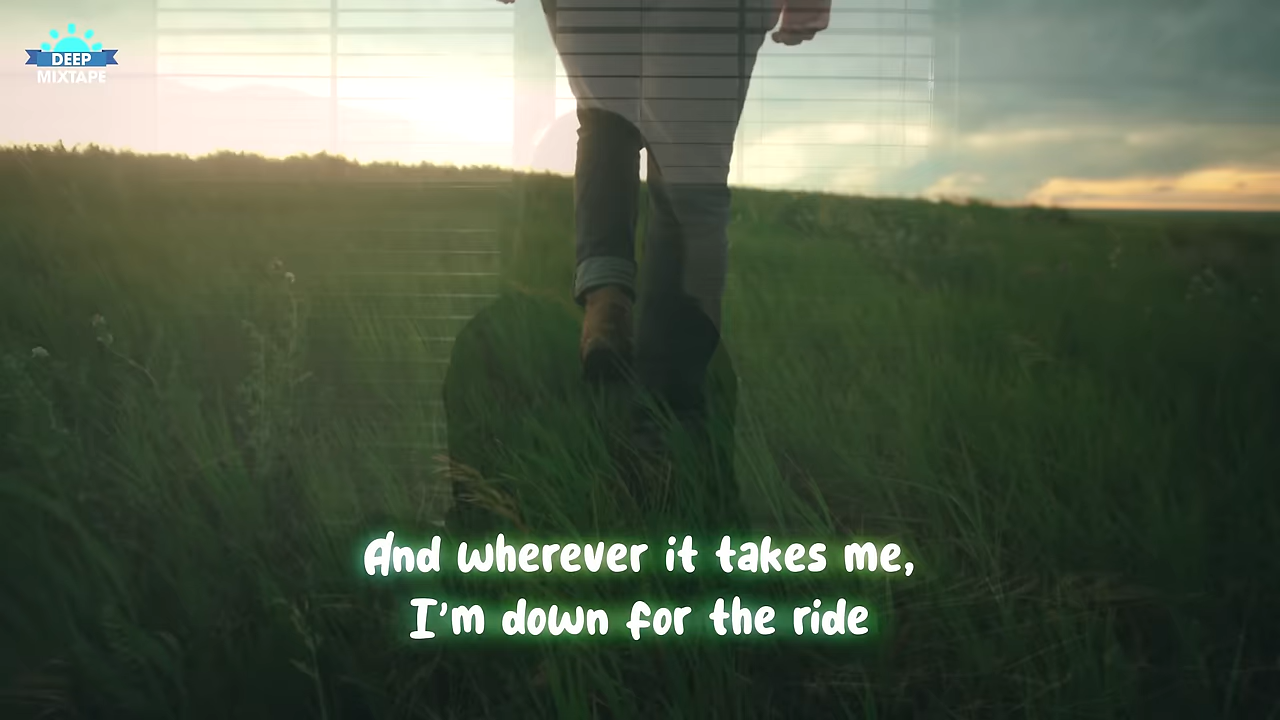 DEEP
MIXTAPE
And wherever it takes me,
I'm down for the ride